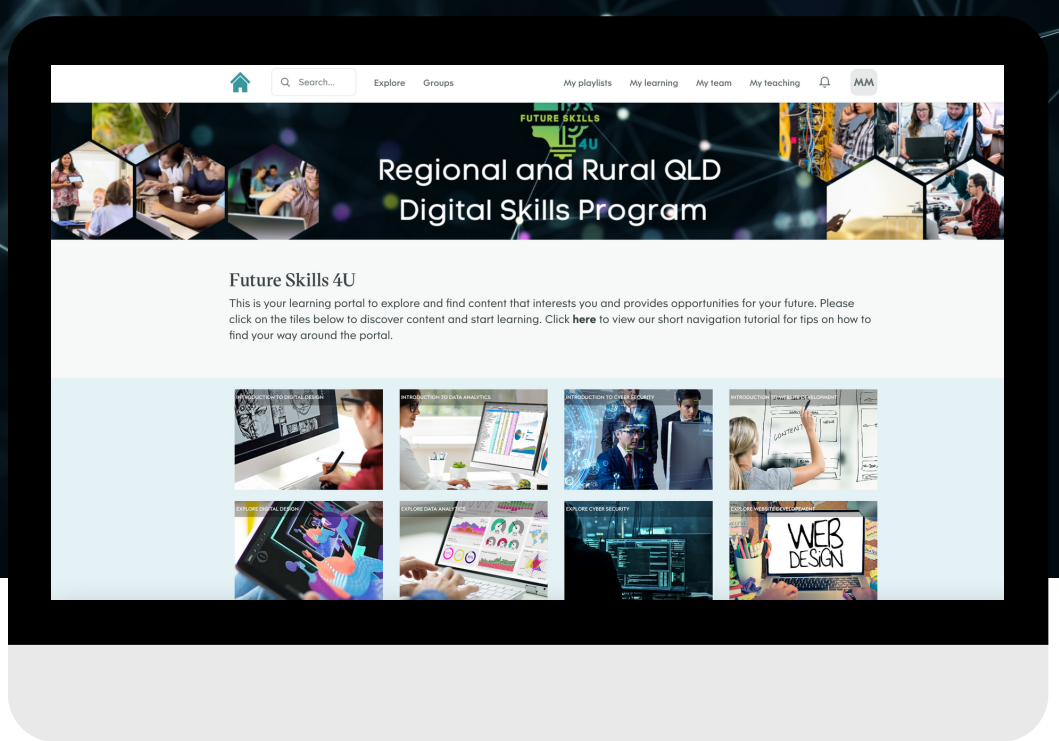 Search...
Explore
Groups
My playlists
My learning
My team
My teaching
MM
FUTURE SKILLS
4U
Regional and Rural QLD
Digital Skills Program
Future Skills 4U
This is your learning portal to explore and find content that interests you and provides opportunities for your future. Please
click on the tiles below to discover content and start learning. Click here to view our short navigation tutorial for tips on how to
find your way around the portal.
INTRODUCTION TO DIGITAL DESIGN
INTRODUCTION TO DATA ANALYTICS
INTRODUCTION TO CYBER SECURITY
INTRODUCTION TO WEBSITE DEVELOPMENT
CONTENT
EXPLORE DIGITAL DESIGN
EXPLORE DATA ANALYTICS
EXPLORE CYBER SECURITY
EXPLORE WEBSITE DEVELOPEMENT
WEB
DESIGN